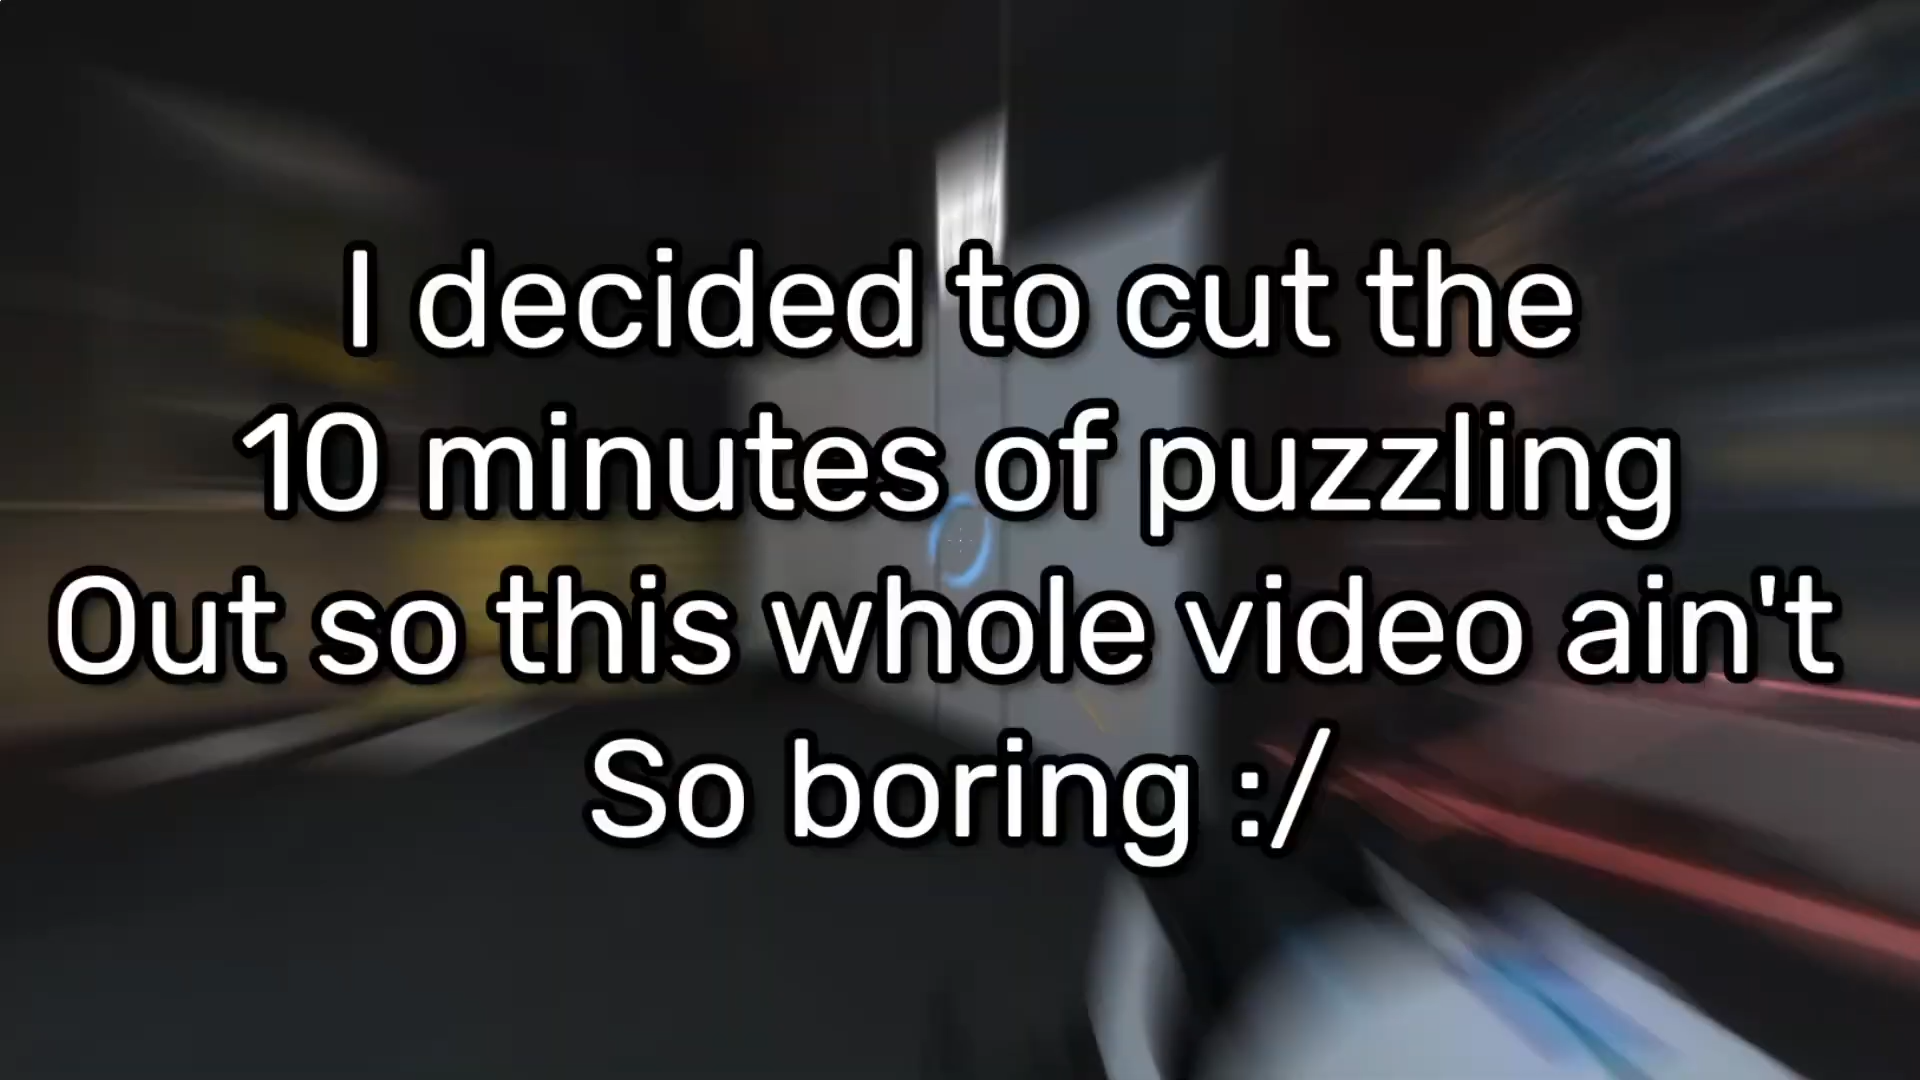 I decided to cut the
10 minutes of puzzling
Out so this whole video ain't
So boring :/